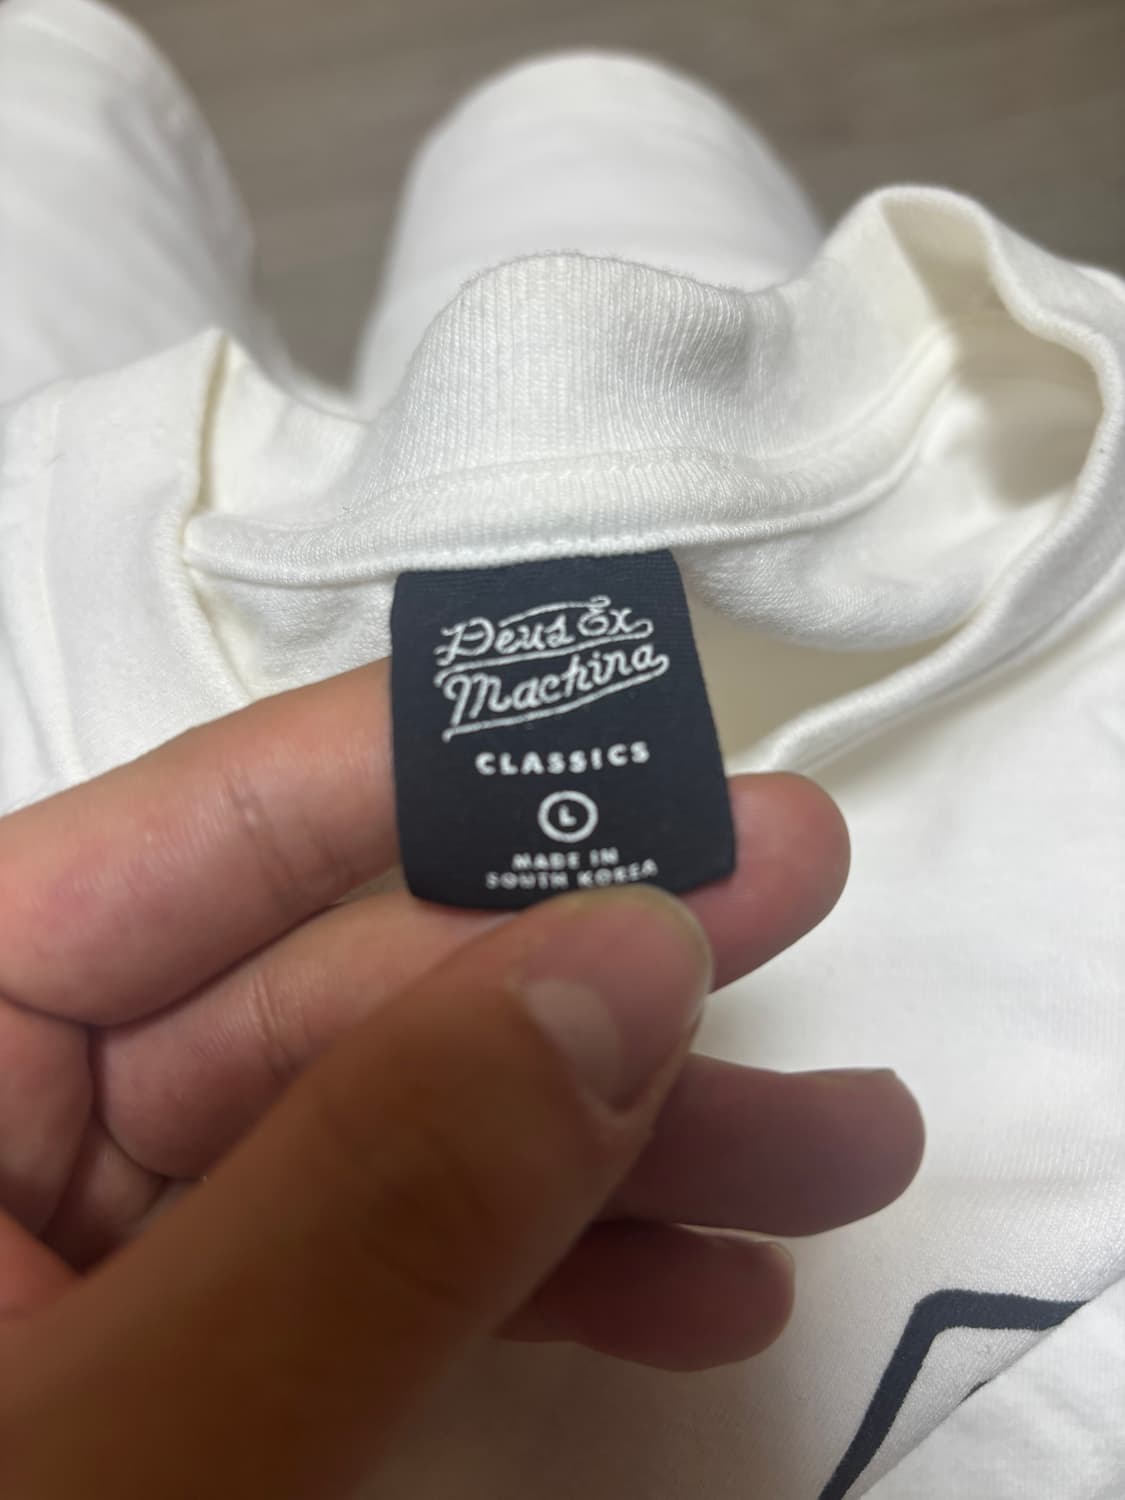 Deus Ex
Machina
CLASSICS
L
MADE IN
SOUTH KOREA